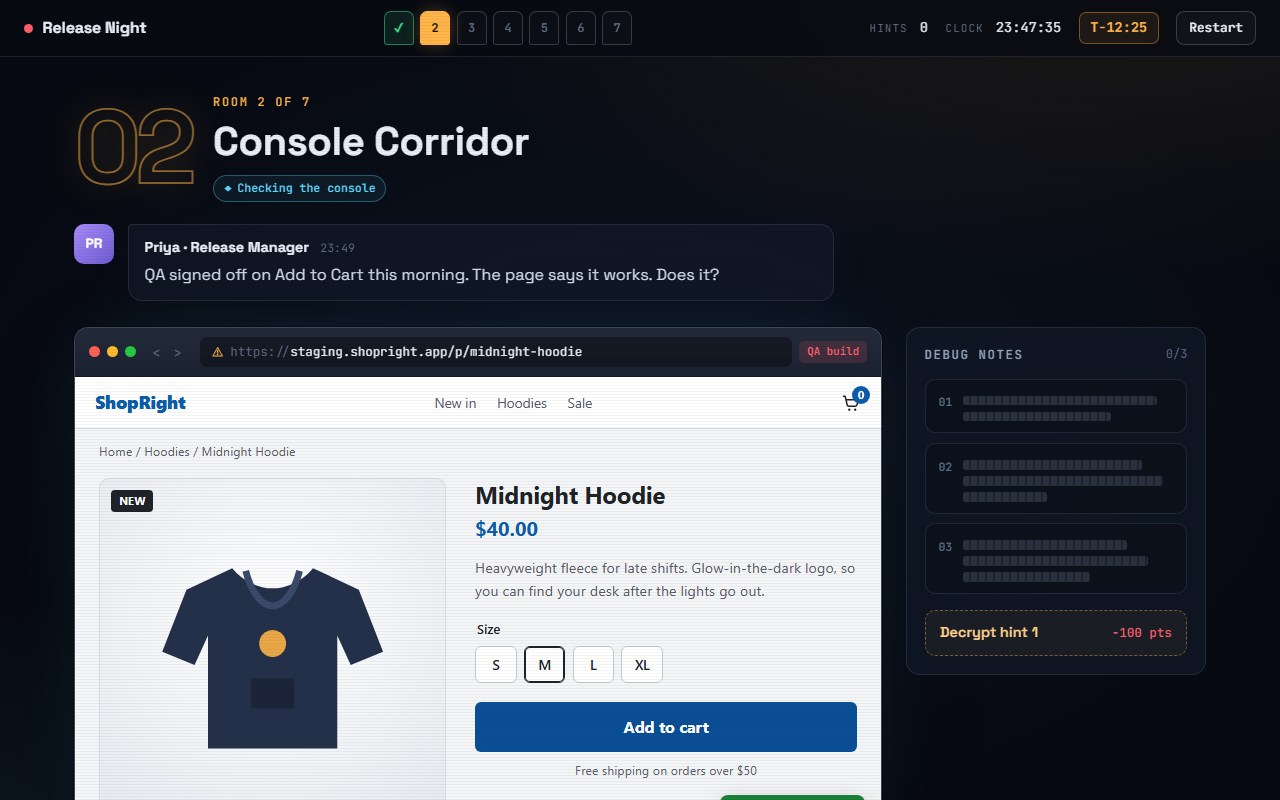 Release Night
✓ 2 3 4 5 6 7
HINTS 0 CLOCK 23:47:35 T-12:25 Restart
02
ROOM 2 OF 7
Console Corridor
Checking the console
PR
Priya · Release Manager 23:49
QA signed off on Add to Cart this morning. The page says it works. Does it?
< > ⚠ https://staging.shopright.app/p/midnight-hoodie QA build
ShopRight New in Hoodies Sale 0
Home / Hoodies / Midnight Hoodie
NEW
Midnight Hoodie
$40.00
Heavyweight fleece for late shifts. Glow-in-the-dark logo, so
you can find your desk after the lights go out.
Size
S M L XL
Add to cart
Free shipping on orders over $50
DEBUG NOTES 0/3
01
02
03
Decrypt hint 1 -100 pts